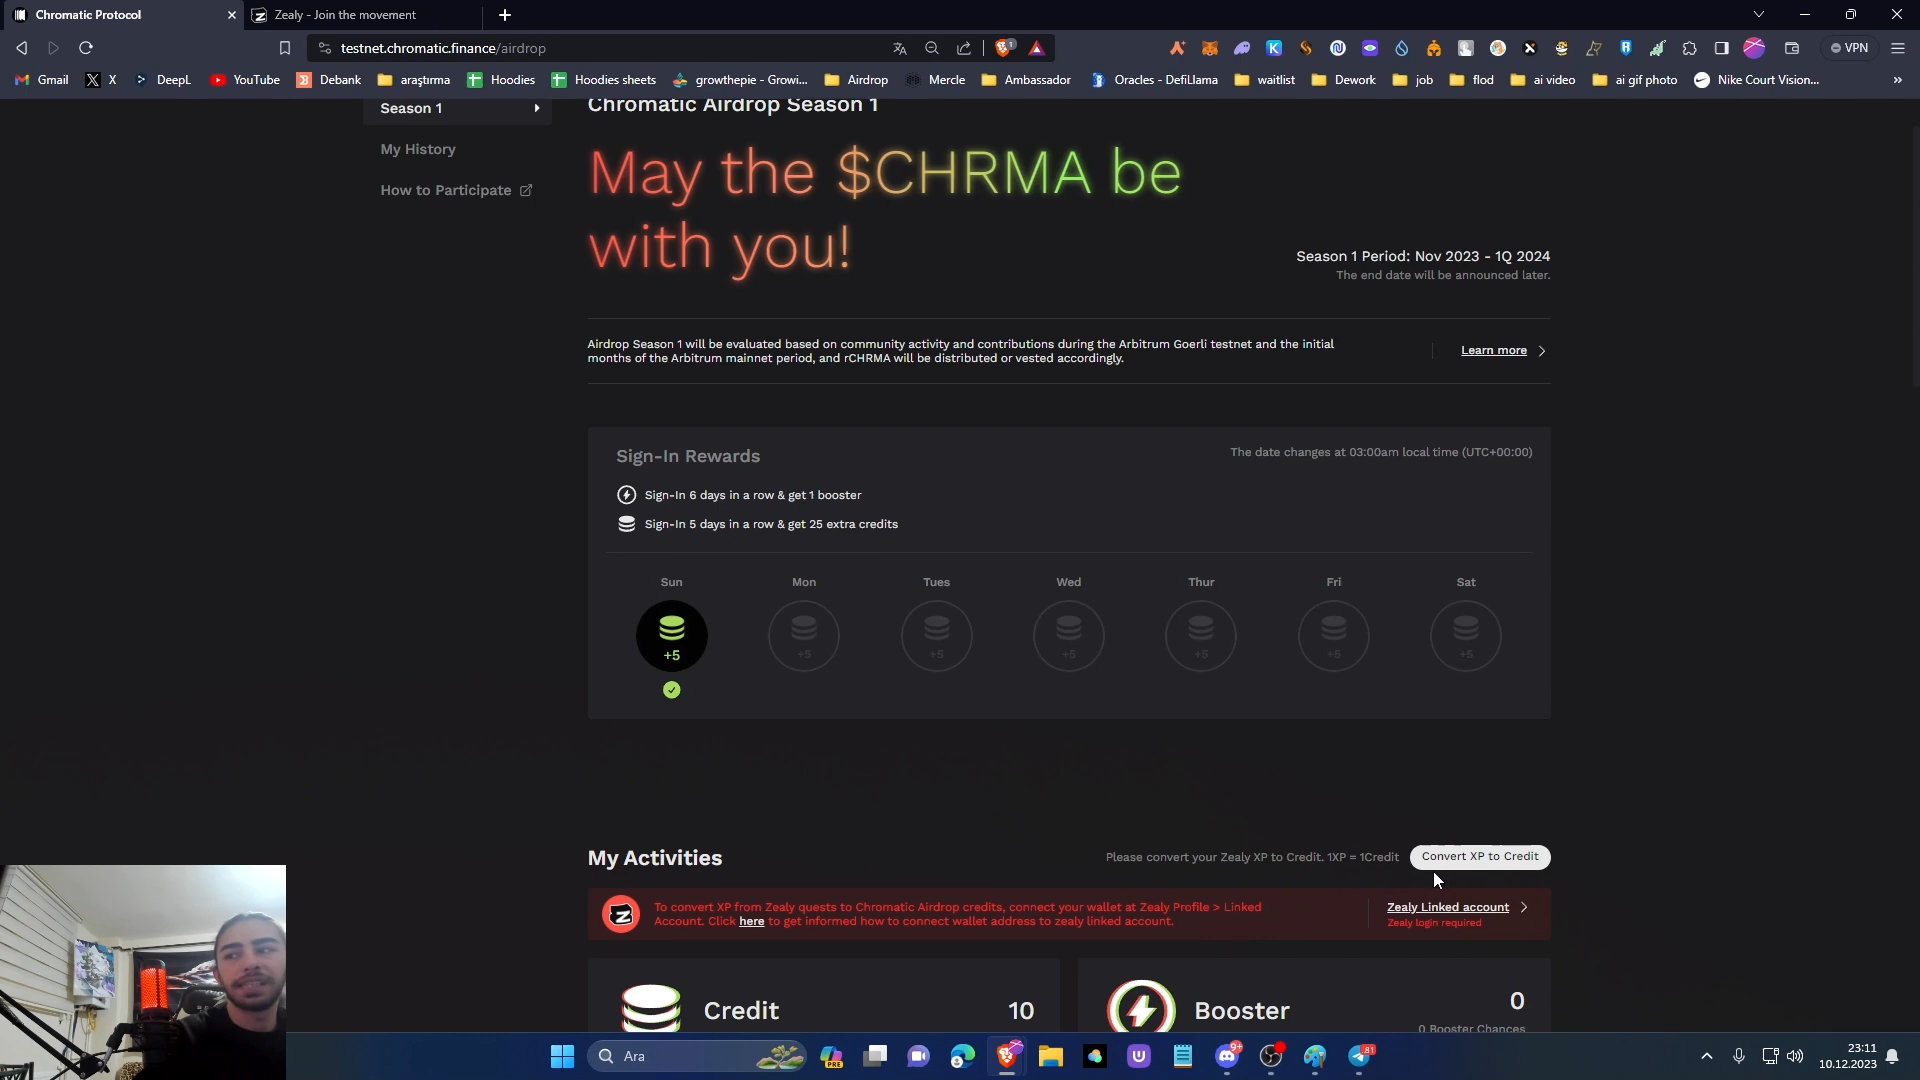 Chromatic Protocol
Zealy - Join the movement
testnet.chromatic.finance/airdrop
VPN
Gmail
X
DeepL
YouTube
Debank
araştırma
Hoodies
Hoodies sheets
growthepie - Growi...
Airdrop
Mercle
Ambassador
Oracles - DefiLlama
waitlist
Dework
job
flod
ai video
ai gif photo
Nike Court Vision...
Season 1
My History
How to Participate
Chromatic Airdrop Season 1
May the $CHRMA be
with you!
Season 1 Period: Nov 2023 - 1Q 2024
The end date will be announced later.
Airdrop Season 1 will be evaluated based on community activity and contributions during the Arbitrum Goerli testnet and the initial
months of the Arbitrum mainnet period, and rCHRMA will be distributed or vested accordingly.
Learn more
Sign-In Rewards
The date changes at 03:00am local time (UTC+00:00)
Sign-In 6 days in a row & get 1 booster
Sign-In 5 days in a row & get 25 extra credits
Sun Mon Tues Wed Thur Fri Sat
+5 +5 +5 +5 +5 +5 +5
My Activities
Please convert your Zealy XP to Credit. 1XP = 1Credit
Convert XP to Credit
To convert XP from Zealy quests to Chromatic Airdrop credits, connect your wallet at Zealy Profile > Linked
Account. Click here to get informed how to connect wallet address to zealy linked account.
Zealy Linked account
Zealy login required
Credit 10
Booster 0
0 Booster Chances
Ara
PRE
9+
81
23:11
10.12.2023